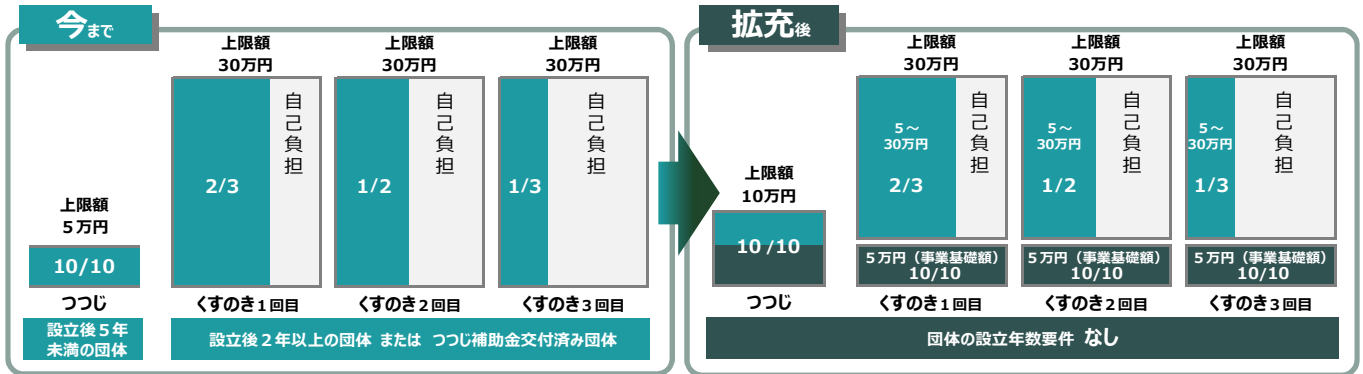 今まで
上限額
５万円
10/10
つつじ
設立後５年
未満の団体
上限額
30万円
2/3
自己負担
くすのき１回目
上限額
30万円
1/2
自己負担
くすのき２回目
上限額
30万円
1/3
自己負担
くすのき３回目
設立後２年以上の団体 または つつじ補助金交付済み団体
拡充後
上限額
10万円
10/10
つつじ
上限額
30万円
５～
30万円
2/3
自己負担
５万円（事業基礎額）
10/10
くすのき１回目
上限額
30万円
５～
30万円
1/2
自己負担
５万円（事業基礎額）
10/10
くすのき２回目
上限額
30万円
５～
30万円
1/3
自己負担
５万円（事業基礎額）
10/10
くすのき３回目
団体の設立年数要件 なし